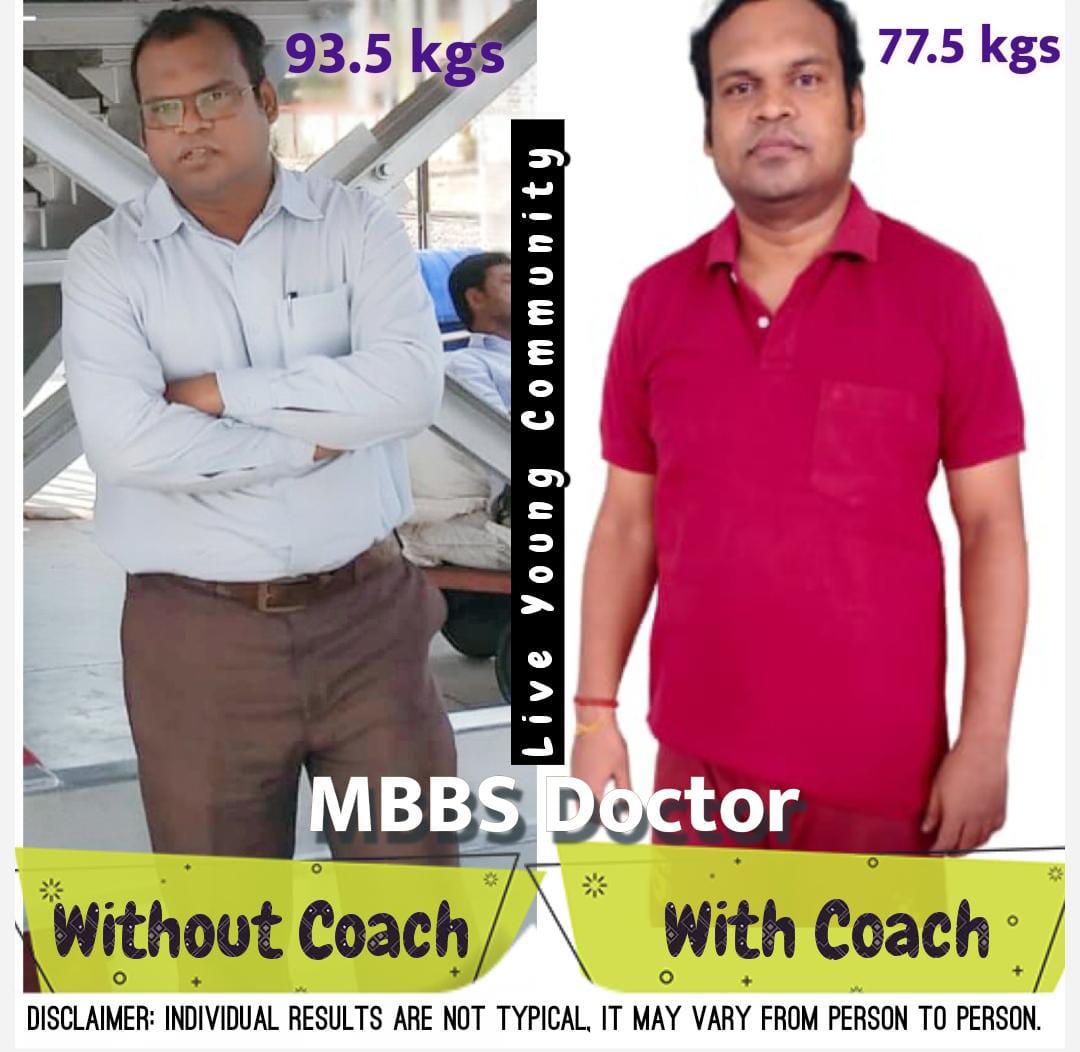 93.5 kgs
77.5 kgs
Live Young Community
MBBS Doctor
Without Coach
With Coach
DISCLAIMER: INDIVIDUAL RESULTS ARE NOT TYPICAL, IT MAY VARY FROM PERSON TO PERSON.